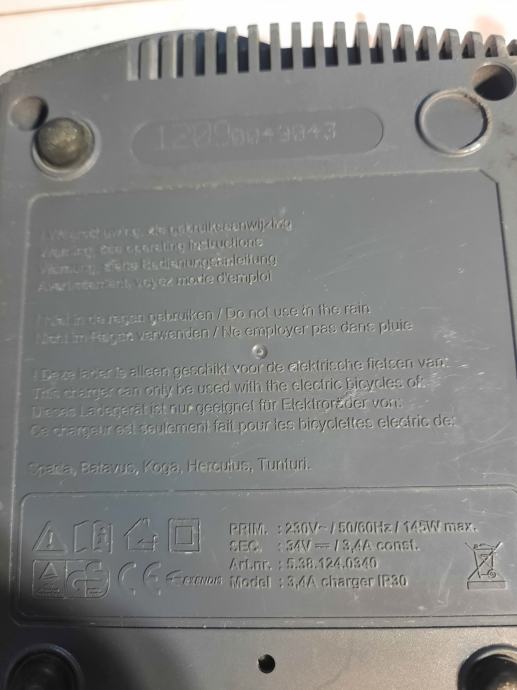 12090049043
! Waarschuwing, zie gebruiksaanwijzing
Warning, see operating instructions
Warnung, siehe Bedienungsanleitung
Avertissement, voyez mode d'emploi
! Niet in de regen gebruiken / Do not use in the rain
Nicht im Regen verwenden / Ne employer pas dans pluie
! Deze lader is alleen geschikt voor de elektrische fietsen van:
This charger can only be used with the electric bicycles of:
Dieses Ladegerät ist nur geeignet für Elektroräder von:
Ce chargeur est seulement fait pour les bicyclettes electric de:
Sparta, Batavus, Koga, Hercules, Tunturi.
PRIM. : 230V~ / 50/60Hz / 145W max.
SEC. : 34V ⎓ / 3,4A const.
Art.nr. : 5.38.124.0340
CE EXENDIS Model : 3,4A charger IP30